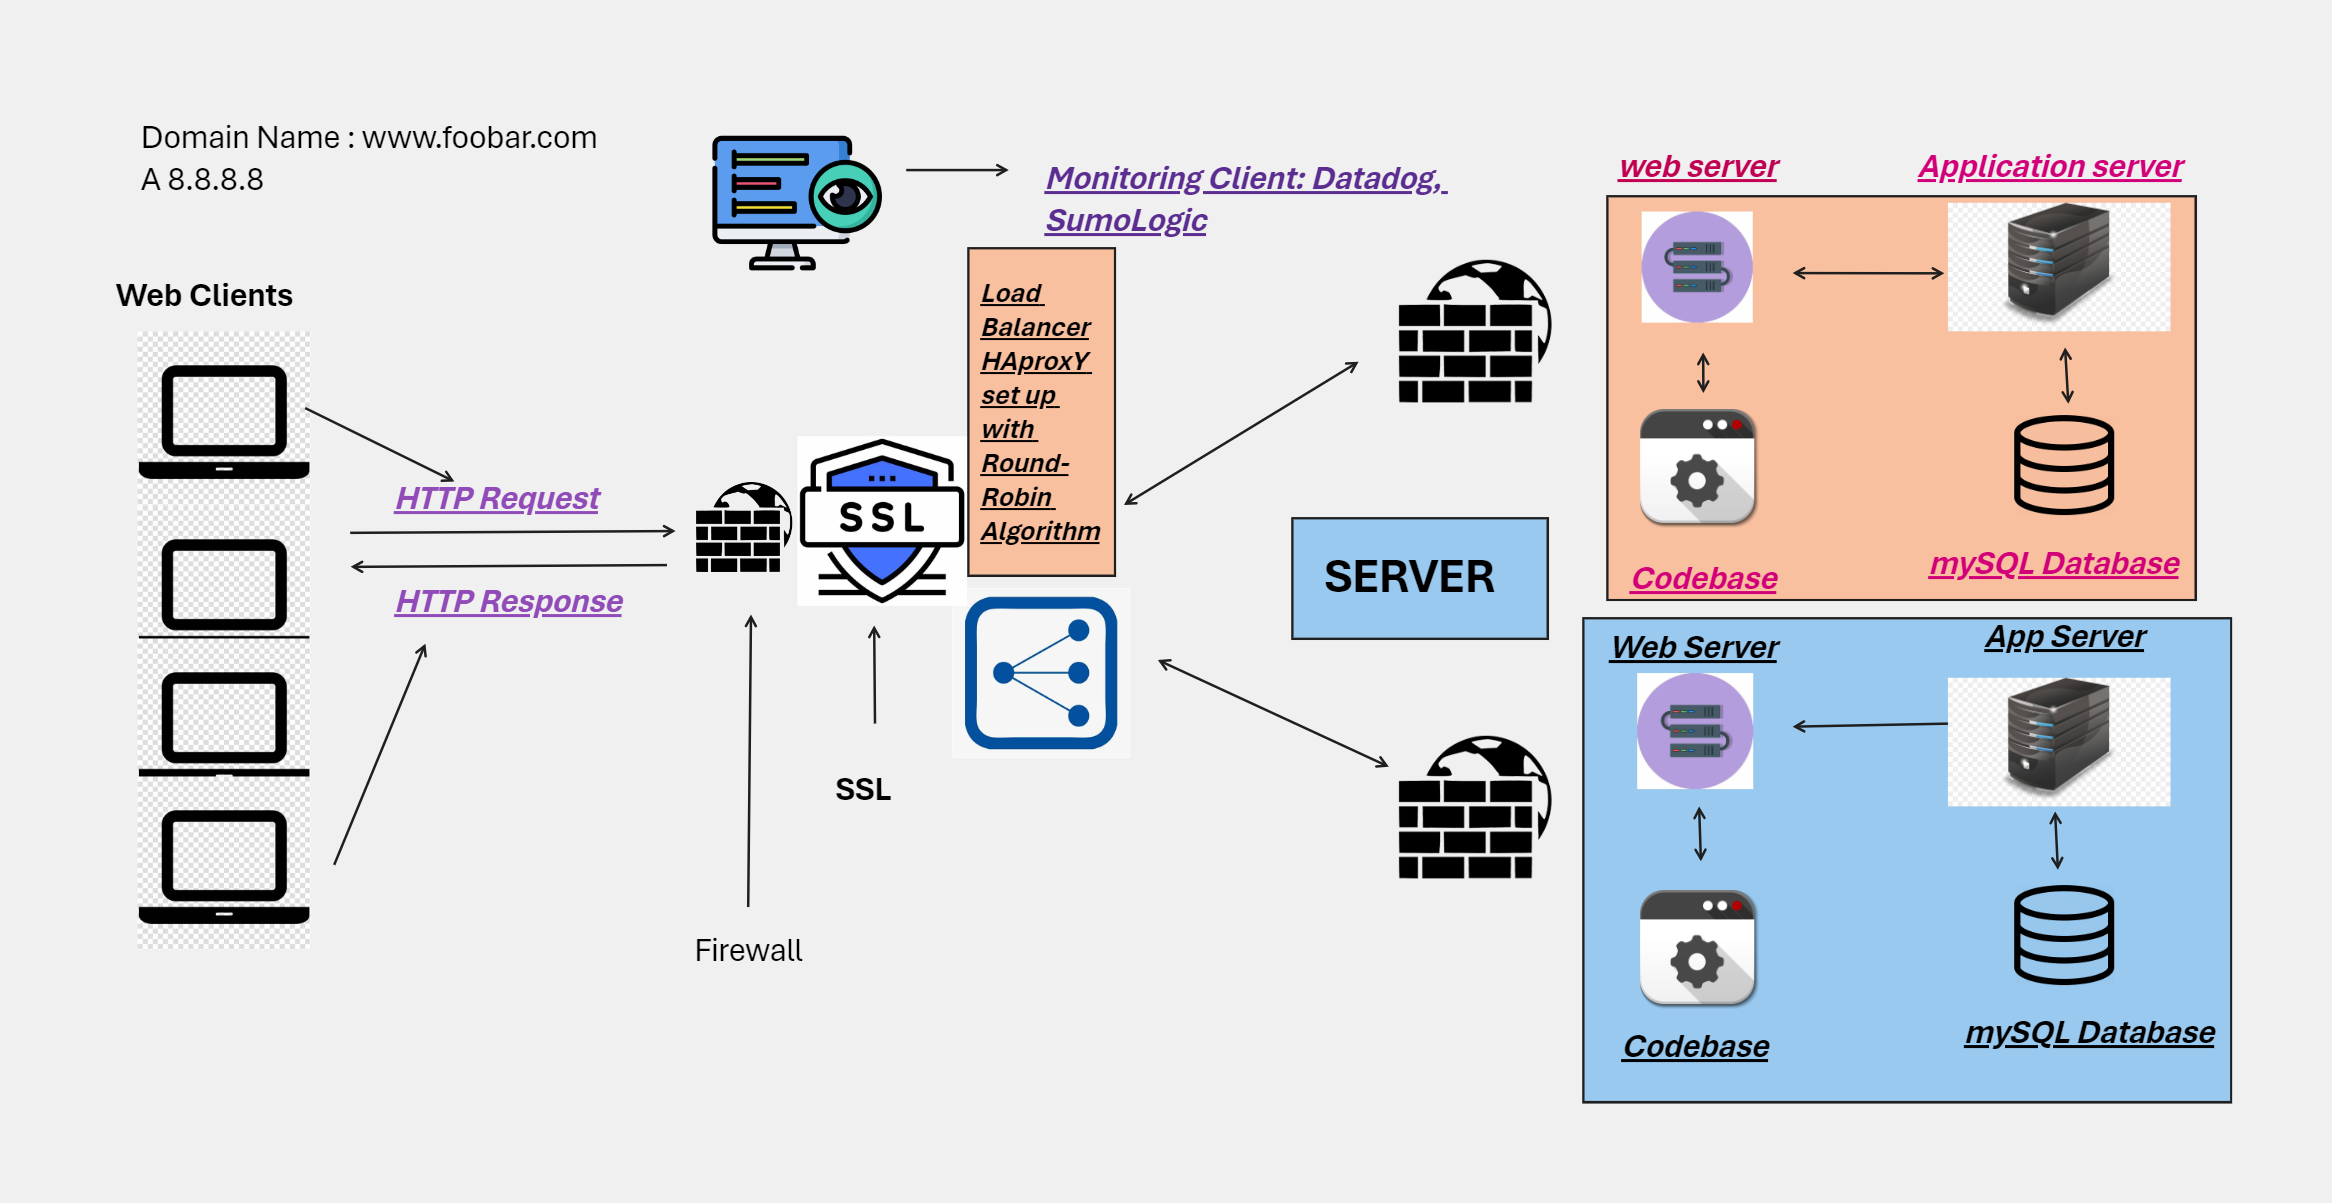 Domain Name : www.foobar.com
A 8.8.8.8
Monitoring Client: Datadog,
SumoLogic
web server
Application server
Web Clients
Load
Balancer
HAproxY
set up
with
Round-
Robin
Algorithm
HTTP Request
SSL
HTTP Response
SERVER
Codebase
mySQL Database
Web Server
App Server
SSL
Firewall
Codebase
mySQL Database